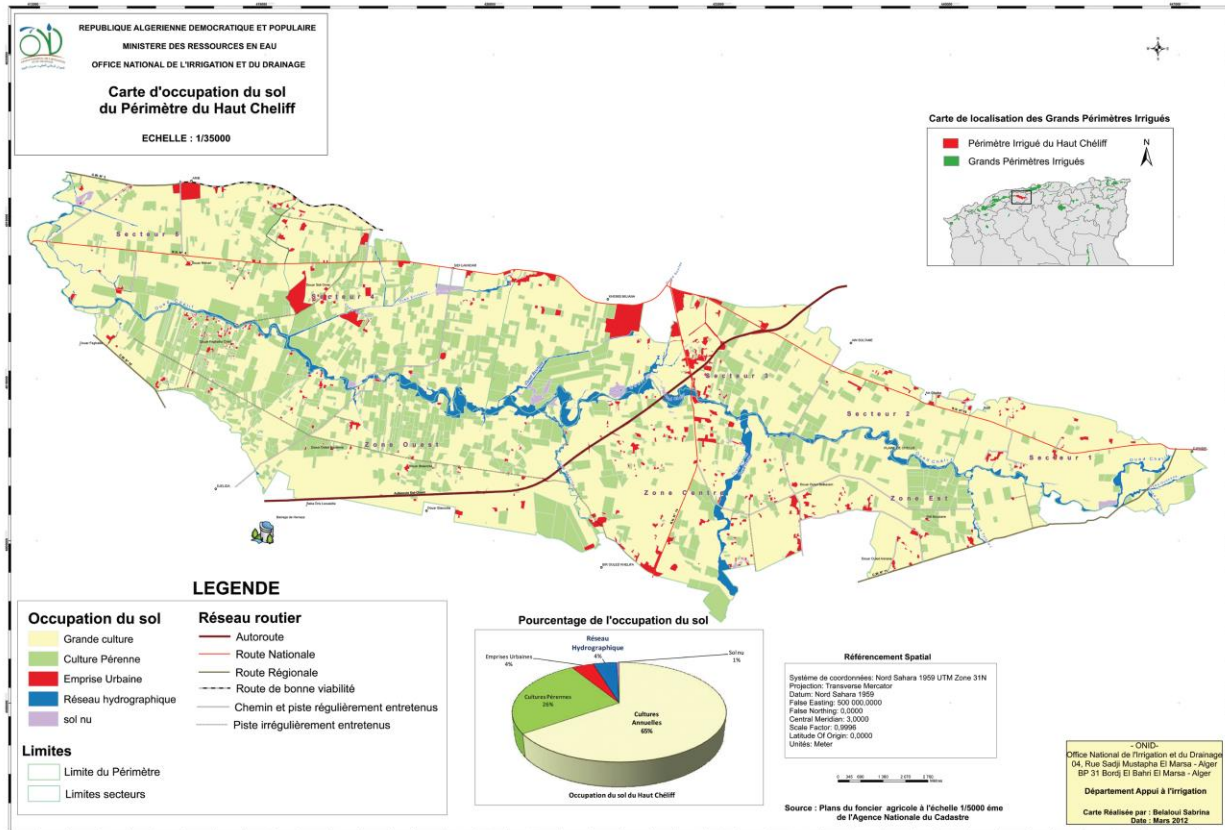 REPUBLIQUE ALGERIENNE DEMOCRATIQUE ET POPULAIRE
MINISTERE DES RESSOURCES EN EAU
OFFICE NATIONAL DE L'IRRIGATION ET DU DRAINAGE
Carte d'occupation du sol
du Périmètre du Haut Cheliff
ECHELLE : 1/35000
Carte de localisation des Grands Périmètres Irrigués
Périmètre Irrigué du Haut Chéliff
Grands Périmètres Irrigués
N
Secteur 5
Secteur 4
Secteur 3
Secteur 2
Secteur 1
Zone Ouest
Zone Centre
Zone Est
LEGENDE
Occupation du sol
Grande culture
Culture Pérenne
Emprise Urbaine
Réseau hydrographique
sol nu
Limites
Limite du Périmètre
Limites secteurs
Réseau routier
Autoroute
Route Nationale
Route Régionale
Route de bonne viabilité
Chemin et piste régulièrement entretenus
Piste irrégulièrement entretenus
Pourcentage de l'occupation du sol
Réseau
Hydrographique
4%
Emprises Urbaines
4%
Sol nu
1%
Cultures Pérennes
26%
Cultures
Annuelles
65%
Occupation du sol du Haut Chéliff
Référencement Spatial
Système de coordonnées: Nord Sahara 1959 UTM Zone 31N
Projection: Transverse Mercator
Datum: Nord Sahara 1959
False Easting: 500 000,0000
False Northing: 0,0000
Central Meridian: 3,0000
Scale Factor: 0,9996
Latitude Of Origin: 0,0000
Unités: Meter
Source : Plans du foncier agricole à l'échelle 1/5000 éme
de l'Agence Nationale du Cadastre
- ONID-
Office National de l'Irrigation et du Drainage
04, Rue Sadji Mustapha El Marsa - Alger
BP 31 Bordj El Bahri El Marsa - Alger
Département Appui à l'irrigation
Carte Réalisée par : Belaloui Sabrina
Date : Mars 2012